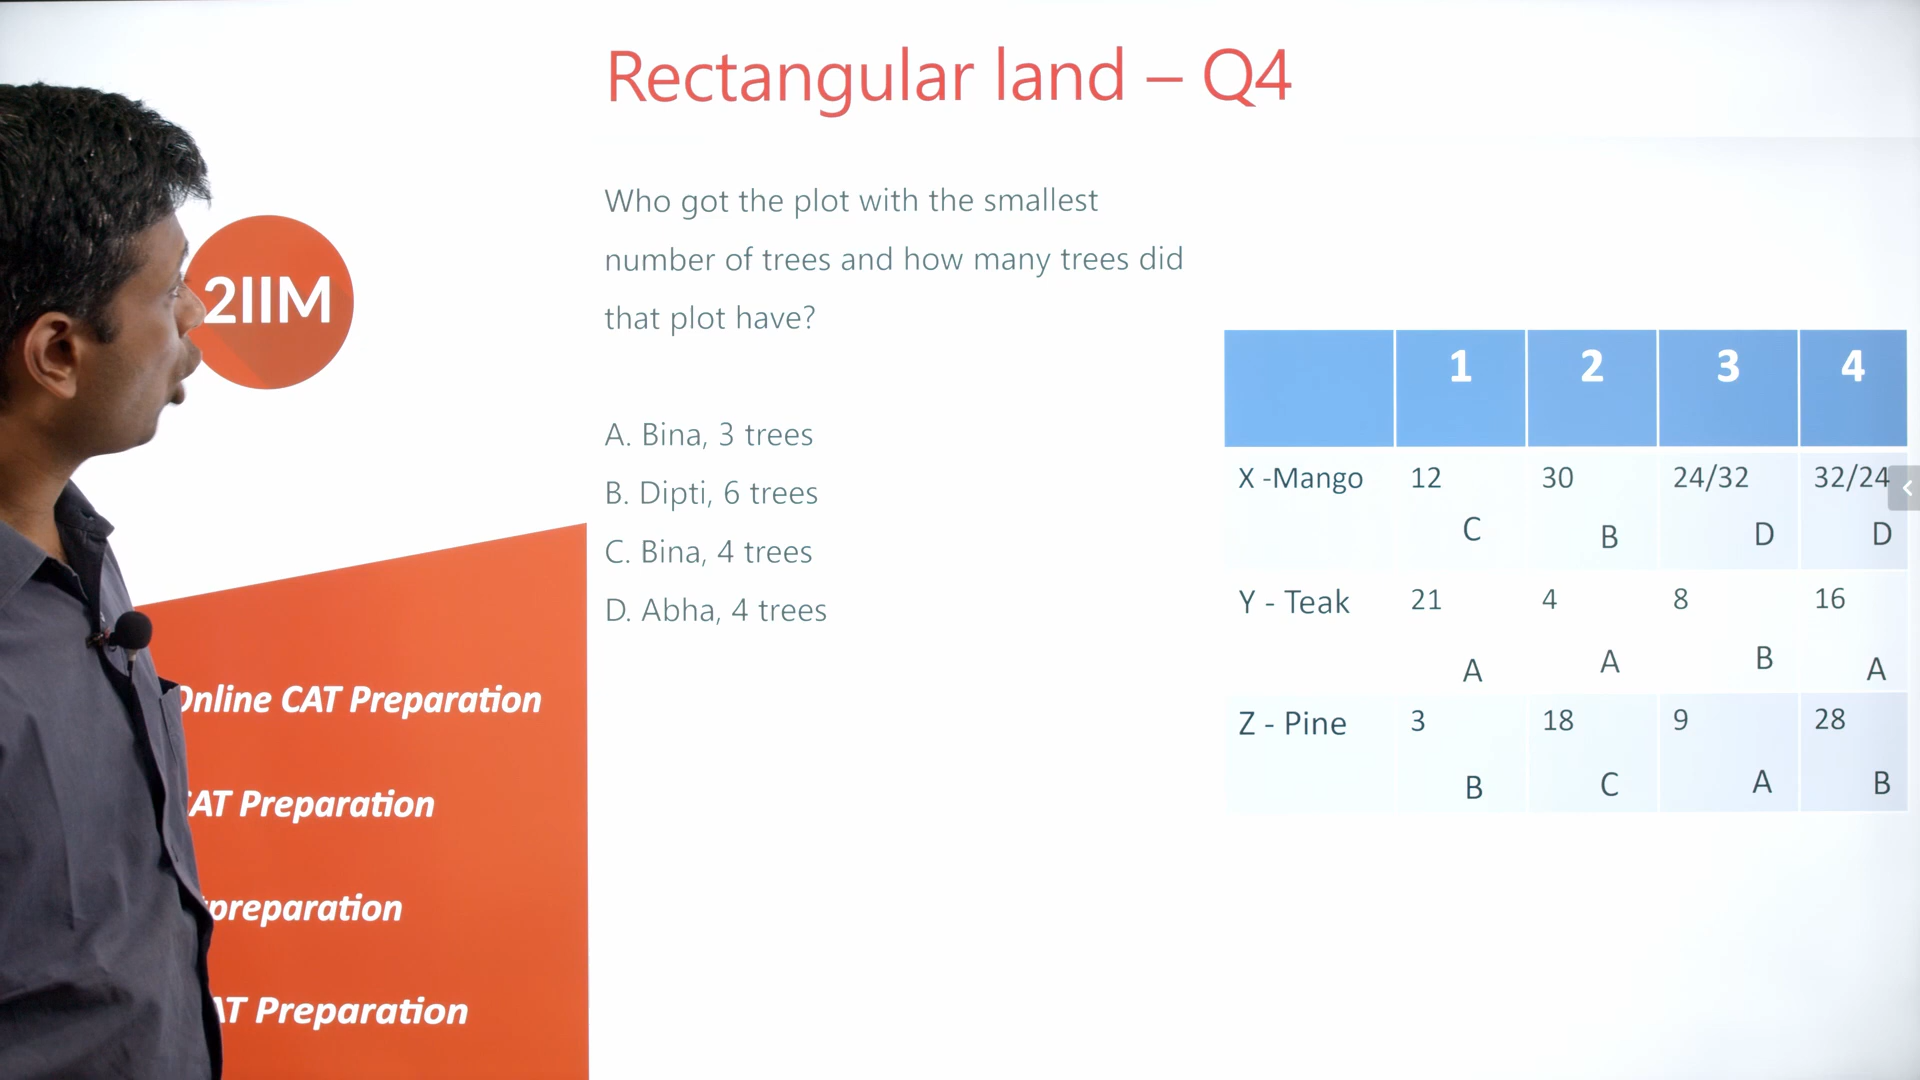 Rectangular land – Q4
2IIM
Who got the plot with the smallest
number of trees and how many trees did
that plot have?
A. Bina, 3 trees
B. Dipti, 6 trees
C. Bina, 4 trees
D. Abha, 4 trees
1 2 3 4
X -Mango 12 30 24/32 32/24
C B D D
Y - Teak 21 4 8 16
A A B A
Z - Pine 3 18 9 28
B C A B
Online CAT Preparation
CAT Preparation
preparation
CAT Preparation